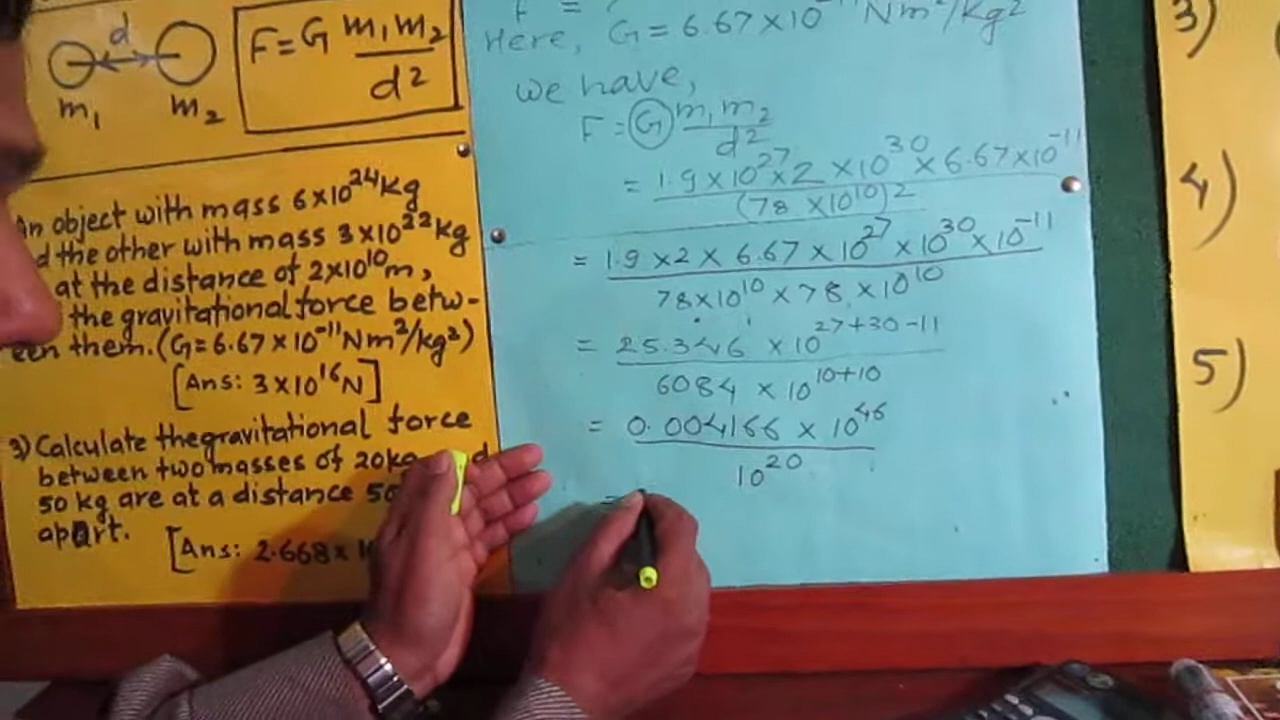 d
m₁ m₂
F=G m₁m₂/d²
An object with mass 6×10²⁴kg
d the other with mass 3×10²²kg
at the distance of 2×10¹⁰m,
the gravitational force betw-
een them. (G=6.67×10⁻¹¹Nm²/kg²)
[Ans: 3×10¹⁶N]
3) Calculate the gravitational force
between two masses of 20kg d
50 kg are at a distance 50
apart.
[Ans: 2.668×
F =
Here, G = 6.67×10⁻¹¹ Nm²/kg²
we have,
F = G m₁m₂/d²
= 1.9×10²⁷×2×10³⁰×6.67×10⁻¹¹
(78×10¹⁰)²
= 1.9×2×6.67×10²⁷×10³⁰×10⁻¹¹
78×10¹⁰×78×10¹⁰
= 25.346×10²⁷⁺³⁰⁻¹¹
6084×10¹⁰⁺¹⁰
= 0.004166×10⁴⁶
10²⁰
=
3)
4)
5)